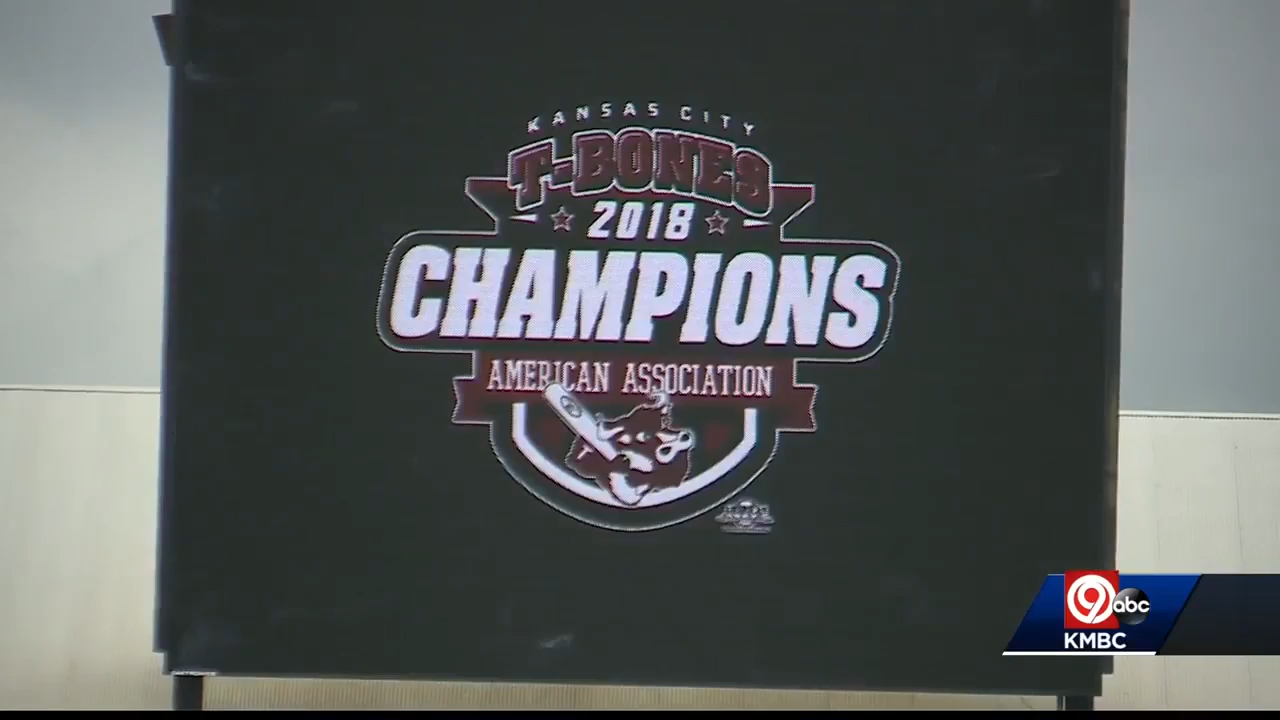 KANSAS CITY
T-BONES
2018
CHAMPIONS
AMERICAN ASSOCIATION
9 abc
KMBC